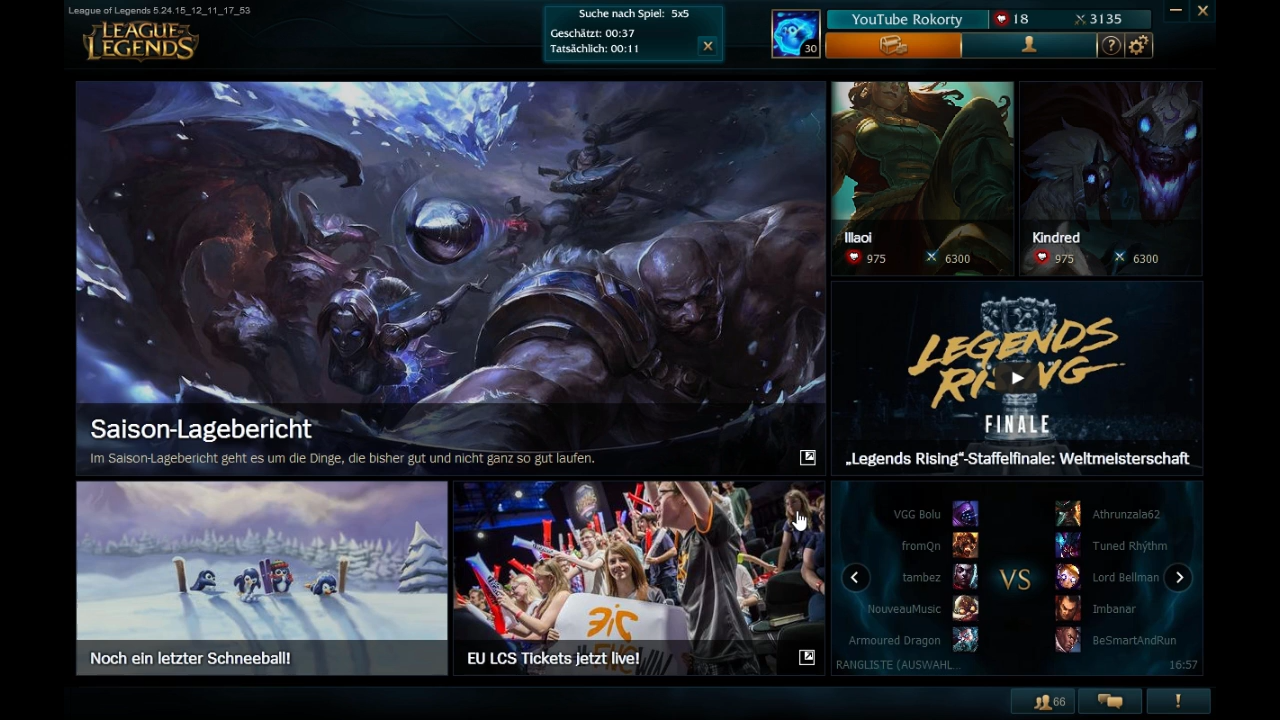 League of Legends 5.24.15_12_11_17_53
LEAGUE of LEGENDS
Suche nach Spiel: 5x5
Geschätzt: 00:37
Tatsächlich: 00:11
30
YouTube Rokorty
18
3135
?
Illaoi
975
6300
Kindred
975
6300
Saison-Lagebericht
Im Saison-Lagebericht geht es um die Dinge, die bisher gut und nicht ganz so gut laufen.
LEGENDS
RISING
FINALE
„Legends Rising“-Staffelfinale: Weltmeisterschaft
Noch ein letzter Schneeball!
EU LCS Tickets jetzt live!
VGG Bolu
Athrunzala62
fromQn
Tuned Rhÿthm
tambez
VS
Lord Bellman
NouveauMusic
Imbanar
Armoured Dragon
BeSmartAndRun
RANGLISTE (AUSWAHL...
16:57
66
!